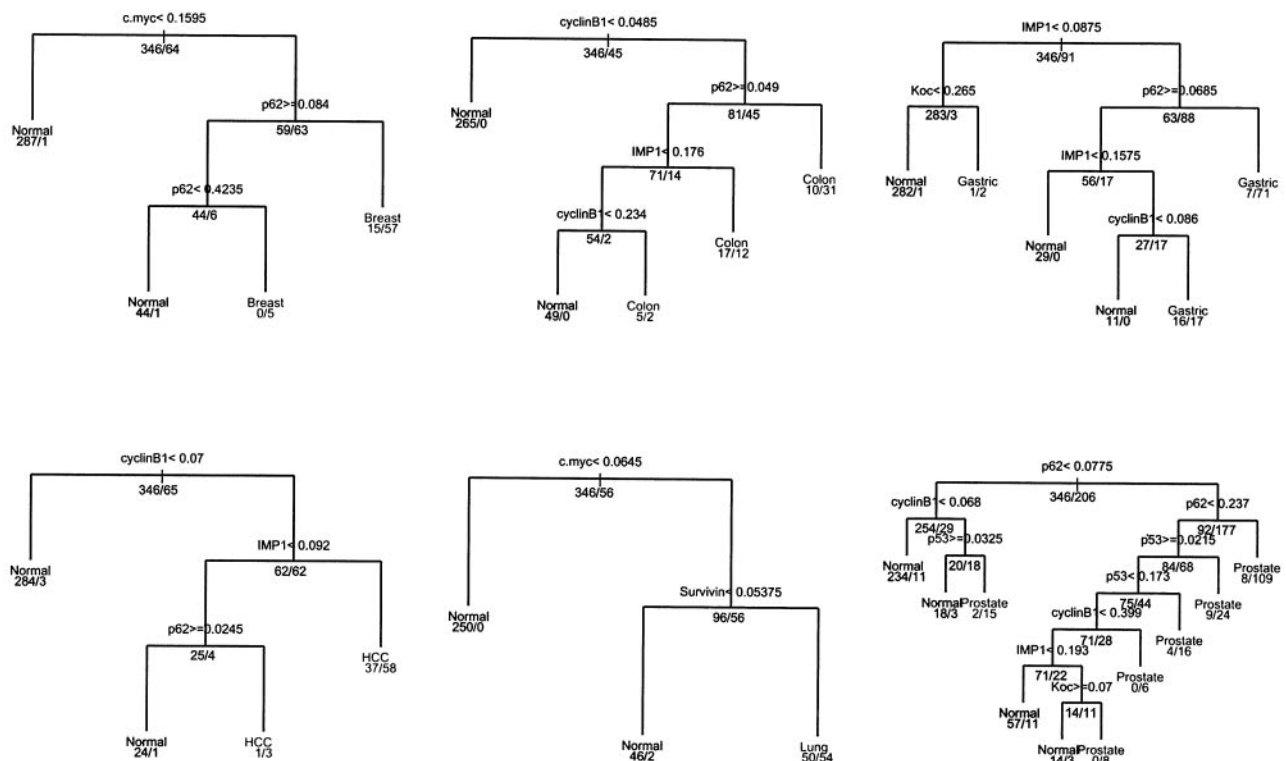 c.myc< 0.1595
346/64
Normal
287/1
p62>=0.084
59/63
p62< 0.4235
44/6
Breast
15/57
Normal
44/1
Breast
0/5
cyclinB1< 0.0485
346/45
Normal
265/0
p62>=0.049
81/45
IMP1< 0.176
71/14
Colon
10/31
cyclinB1< 0.234
54/2
Colon
17/12
Normal
49/0
Colon
5/2
IMP1< 0.0875
346/91
Koc< 0.265
283/3
p62>=0.0685
63/88
Normal
282/1
Gastric
1/2
IMP1< 0.1575
56/17
Gastric
7/71
Normal
29/0
cyclinB1< 0.086
27/17
Normal
11/0
Gastric
16/17
cyclinB1< 0.07
346/65
Normal
284/3
IMP1< 0.092
62/62
p62>=0.0245
25/4
HCC
37/58
Normal
24/1
HCC
1/3
c.myc< 0.0645
346/56
Normal
250/0
Survivin< 0.05375
96/56
Normal
46/2
Lung
50/54
p62< 0.0775
346/206
cyclinB1< 0.068
254/29
p62< 0.237
92/177
Normal
234/11
p53>=0.0325
20/18
Normal
18/3
Prostate
2/15
p53>=0.0215
84/68
Prostate
8/109
p53< 0.173
75/44
Prostate
9/24
cyclinB1< 0.399
71/28
Prostate
4/16
IMP1< 0.193
71/22
Prostate
0/6
Normal
57/11
Koc>=0.07
14/11
Normal
14/3
Prostate
0/8